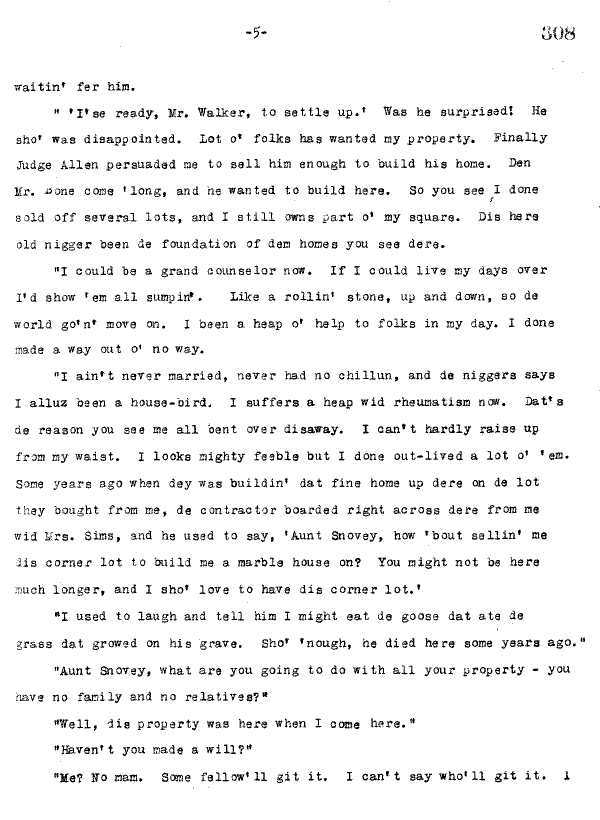 -5- 308
waitin' fer him.
" 'I'se ready, Mr. Walker, to settle up.' Was he surprised! He
sho' was disappointed. Lot o' folks has wanted my property. Finally
Judge Allen persuaded me to sell him enough to build his home. Den
Mr. Bone come 'long, and he wanted to build here. So you see, I done
sold off several lots, and I still owns part o' my square. Dis here
old nigger been de foundation of dem homes you see dere.
"I could be a grand counselor now. If I could live my days over
I'd show 'em all sumpin'. Like a rollin' stone, up and down, so de
world go'n' move on. I been a heap o' help to folks in my day. I done
made a way out o' no way.
"I ain't never married, never had no chillun, and de niggers says
I alluz been a house-bird. I suffers a heap wid rheumatism now. Dat's
de reason you see me all bent over disaway. I can't hardly raise up
from my waist. I looks mighty feeble but I done out-lived a lot o' 'em.
Some years ago when dey was buildin' dat fine home up dere on de lot
they bought from me, de contractor boarded right across dere from me
wid Mrs. Sims, and he used to say, 'Aunt Snovey, how 'bout sellin' me
dis corner lot to build me a marble house on? You might not be here
much longer, and I sho' love to have dis corner lot.'
"I used to laugh and tell him I might eat de goose dat ate de
grass dat growed on his grave. Sho' 'nough, he died here some years ago."
"Aunt Snovey, what are you going to do with all your property - you
have no family and no relatives?"
"Well, dis property was here when I come here."
"Haven't you made a will?"
"Me? No mam. Some fellow'll git it. I can't say who'll git it. I